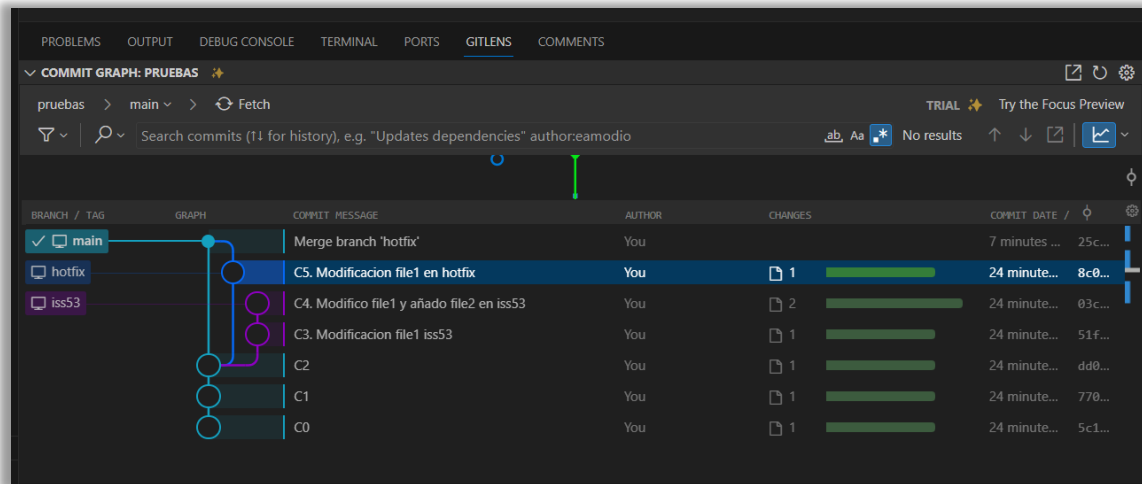 PROBLEMS OUTPUT DEBUG CONSOLE TERMINAL PORTS GITLENS COMMENTS
COMMIT GRAPH: PRUEBAS
pruebas > main > Fetch TRIAL Try the Focus Preview
Search commits (↑↓ for history), e.g. "Updates dependencies" author:eamodio ab, Aa .* No results
BRANCH / TAG GRAPH COMMIT MESSAGE AUTHOR CHANGES COMMIT DATE /
main Merge branch 'hotfix' You 7 minutes ... 25c...
hotfix C5. Modificacion file1 en hotfix You 1 24 minute... 8c0...
iss53 C4. Modifico file1 y añado file2 en iss53 You 2 24 minute... 03c...
C3. Modificacion file1 iss53 You 1 24 minute... 51f...
C2 You 1 24 minute... dd0...
C1 You 1 24 minute... 770...
C0 You 1 24 minute... 5c1...